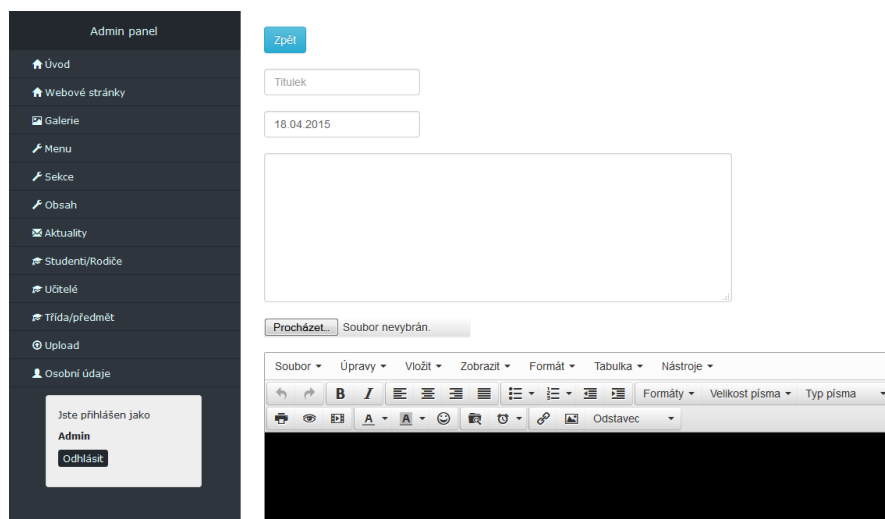 Admin panel
Úvod
Webové stránky
Galerie
Menu
Sekce
Obsah
Aktuality
Studenti/Rodiče
Učitelé
Třída/předmět
Upload
Osobní údaje
Jste přihlášen jako
Admin
Odhlásit
Zpět
Titulek
18.04.2015
Procházet… Soubor nevybrán.
Soubor Úpravy Vložit Zobrazit Formát Tabulka Nástroje
B I Formáty Velikost písma Typ písma
A A Odstavec